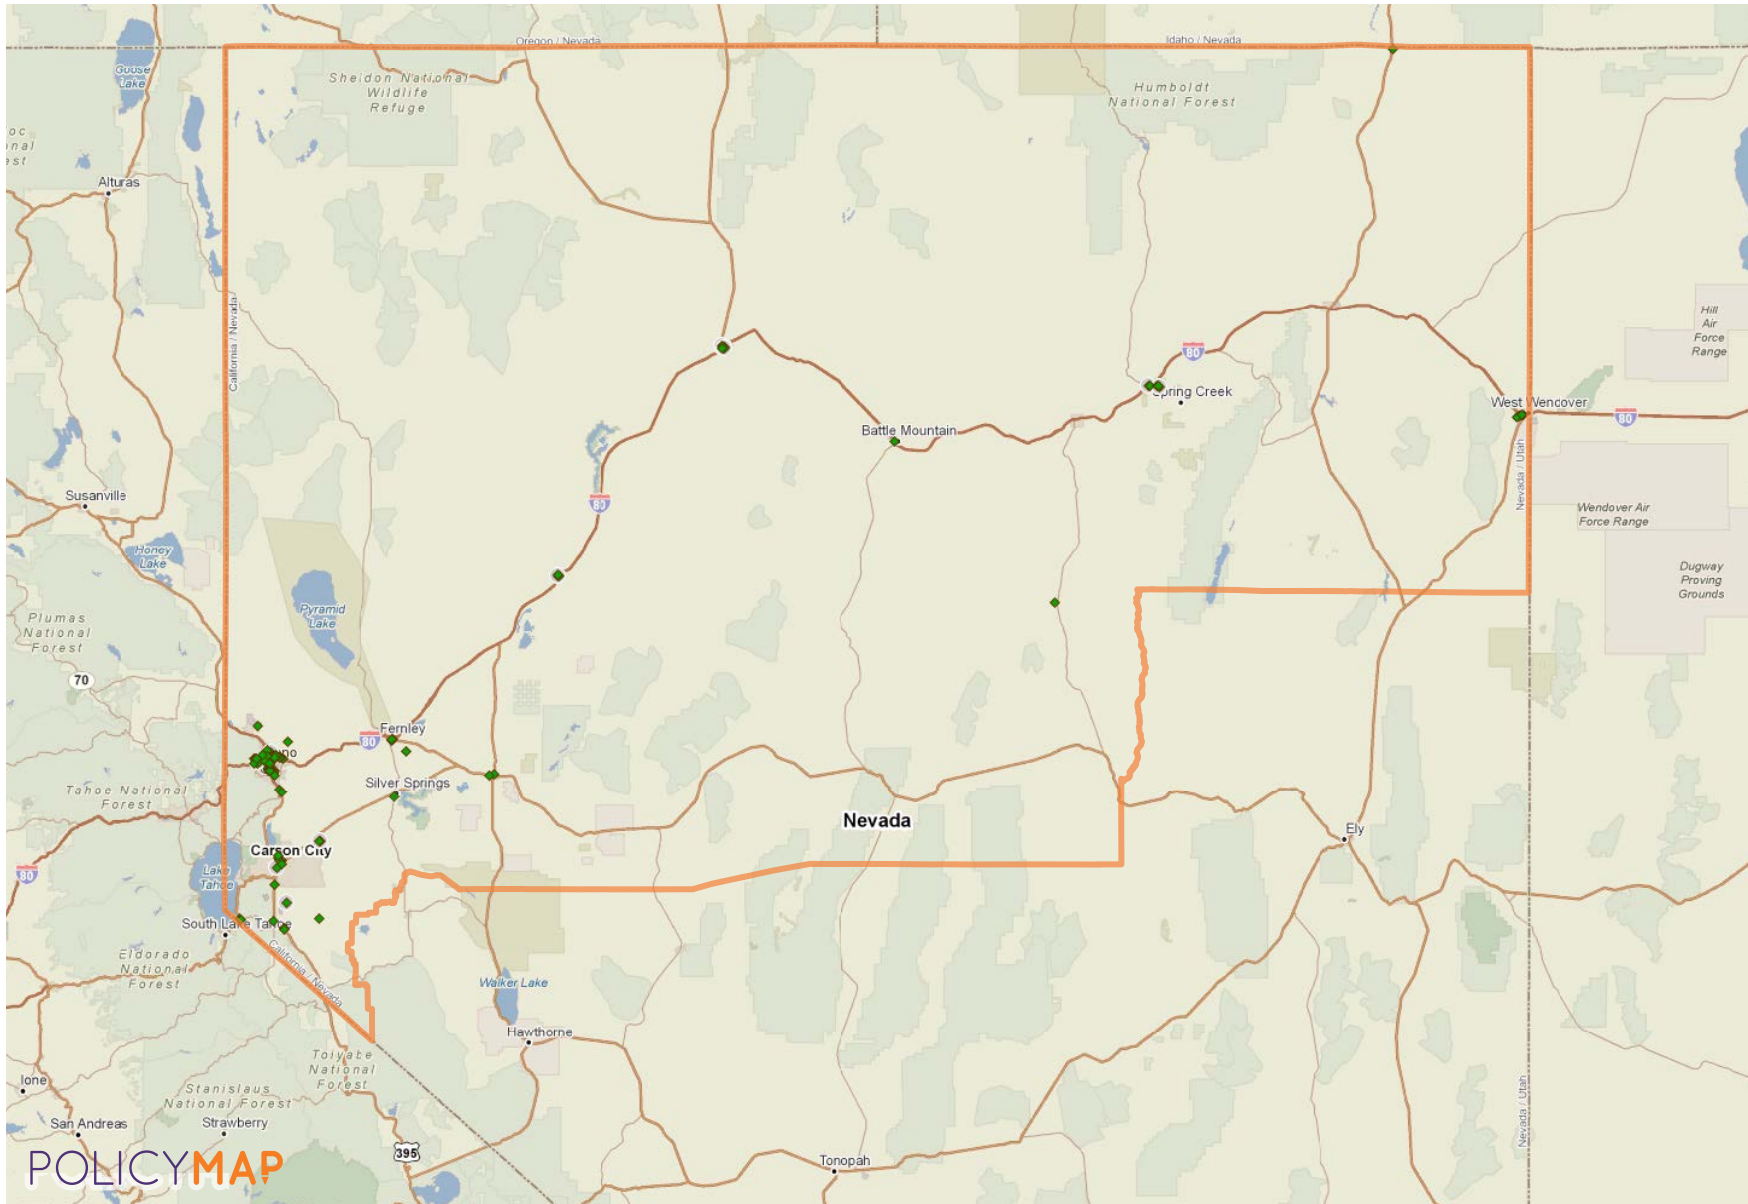 Oregon / Nevada
Idaho / Nevada
Goose
Lake
Sheldon National
Wildlife
Refuge
Humboldt
National Forest
Alturas
California / Nevada
Hill
Air
Force
Range
80
Spring Creek
West Wendover
80
Battle Mountain
Susanville
80
Nevada / Utah
Wendover Air
Force Range
Honey
Lake
Dugway
Proving
Grounds
Pyramid
Lake
Plumas
National
Forest
70
Fernley
80
Silver Springs
Tahoe National
Forest
Nevada
Ely
Carson City
80
Lake
Tahoe
South Lake Tahoe
Eldorado
National
Forest
California / Nevada
Walker Lake
Hawthorne
Toiyabe
National
Forest
Ione
Stanislaus
National Forest
San Andreas
Strawberry
Nevada / Utah
395
Tonopah
POLICYMAP